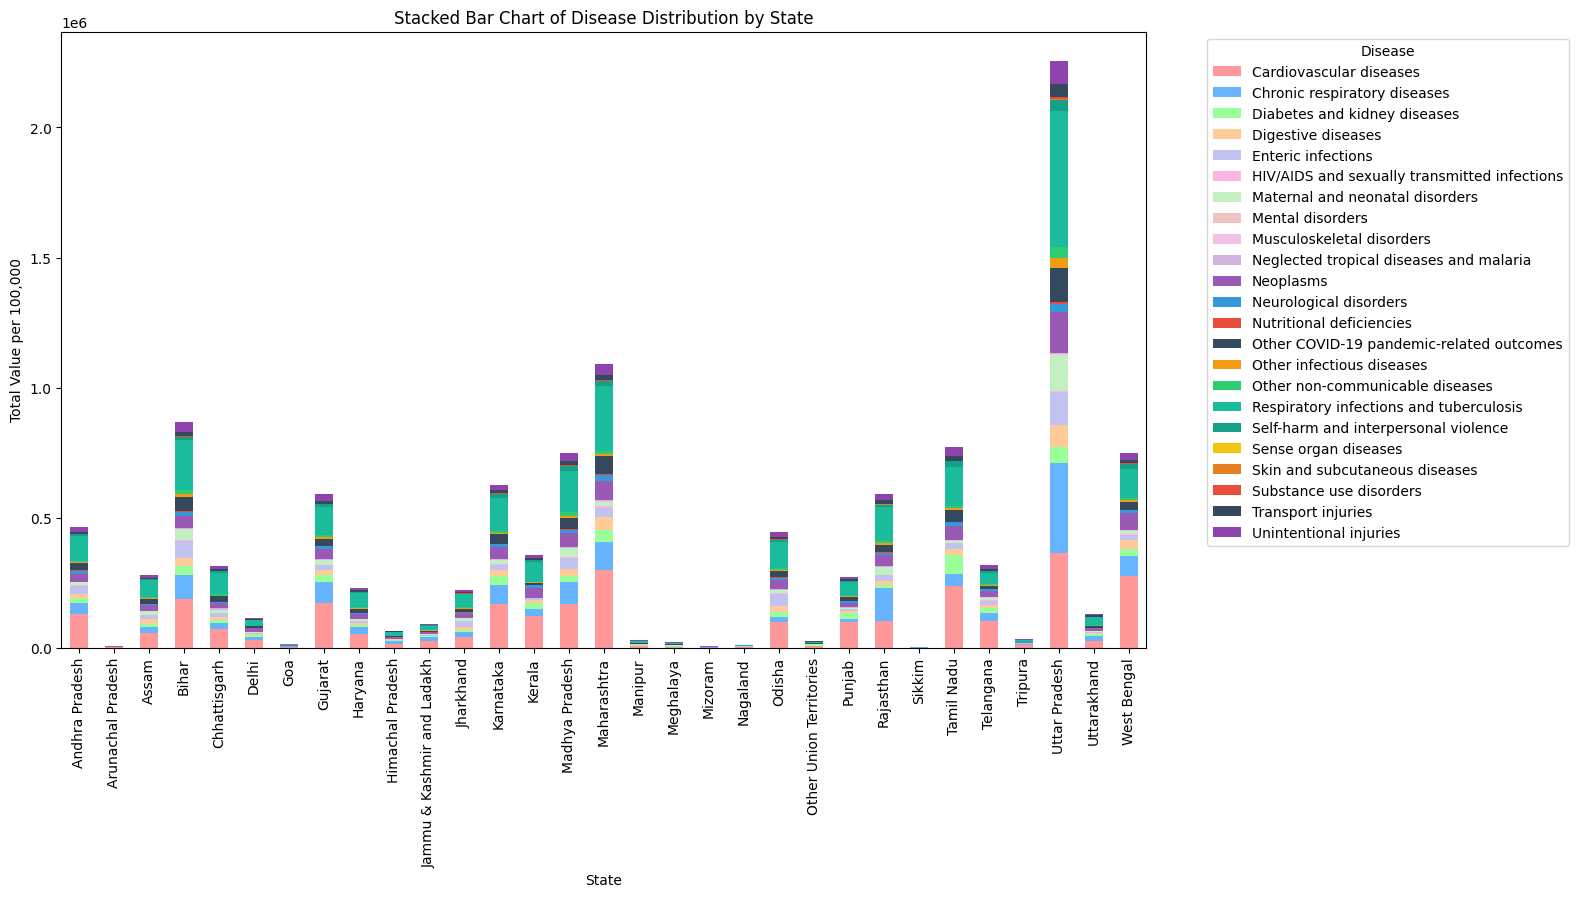 Stacked Bar Chart of Disease Distribution by State
1e6
Total Value per 100,000
2.0
1.5
1.0
0.5
0.0
Andhra Pradesh
Arunachal Pradesh
Assam
Bihar
Chhattisgarh
Delhi
Goa
Gujarat
Haryana
Himachal Pradesh
Jammu & Kashmir and Ladakh
Jharkhand
Karnataka
Kerala
Madhya Pradesh
Maharashtra
Manipur
Meghalaya
Mizoram
Nagaland
Odisha
Other Union Territories
Punjab
Rajasthan
Sikkim
Tamil Nadu
Telangana
Tripura
Uttar Pradesh
Uttarakhand
West Bengal
State
Disease
Cardiovascular diseases
Chronic respiratory diseases
Diabetes and kidney diseases
Digestive diseases
Enteric infections
HIV/AIDS and sexually transmitted infections
Maternal and neonatal disorders
Mental disorders
Musculoskeletal disorders
Neglected tropical diseases and malaria
Neoplasms
Neurological disorders
Nutritional deficiencies
Other COVID-19 pandemic-related outcomes
Other infectious diseases
Other non-communicable diseases
Respiratory infections and tuberculosis
Self-harm and interpersonal violence
Sense organ diseases
Skin and subcutaneous diseases
Substance use disorders
Transport injuries
Unintentional injuries